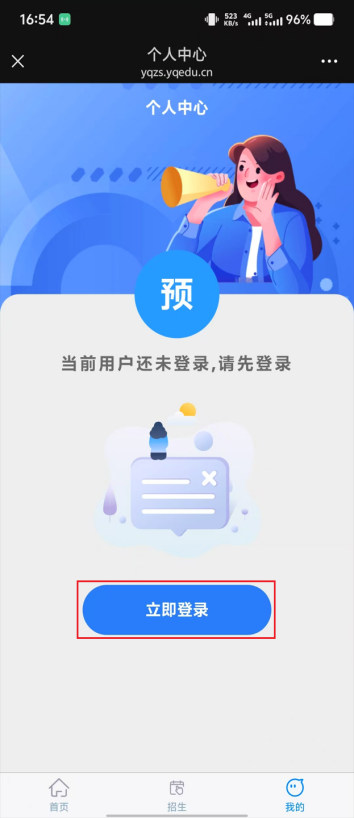 16:54
523
KB/s
4G
5G
96%
个人中心
yqzs.yqedu.cn
个人中心
预
当前用户还未登录,请先登录
立即登录
首页
招生
我的